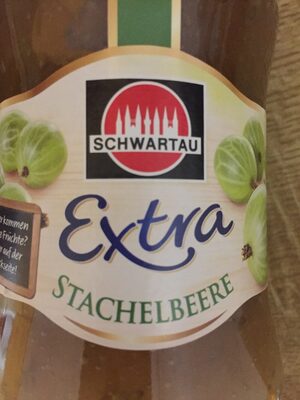 SCHWARTAU
Extra
STACHELBEERE
kommen
Früchte?
auf der